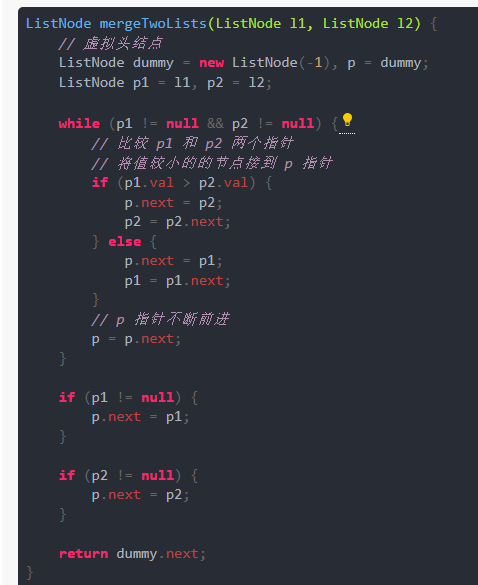 ListNode mergeTwoLists(ListNode l1, ListNode l2) {
    // 虚拟头结点
    ListNode dummy = new ListNode(-1), p = dummy;
    ListNode p1 = l1, p2 = l2;

    while (p1 != null && p2 != null) {
        // 比较 p1 和 p2 两个指针
        // 将值较小的的节点接到 p 指针
        if (p1.val > p2.val) {
            p.next = p2;
            p2 = p2.next;
        } else {
            p.next = p1;
            p1 = p1.next;
        }
        // p 指针不断前进
        p = p.next;
    }

    if (p1 != null) {
        p.next = p1;
    }

    if (p2 != null) {
        p.next = p2;
    }

    return dummy.next;
}